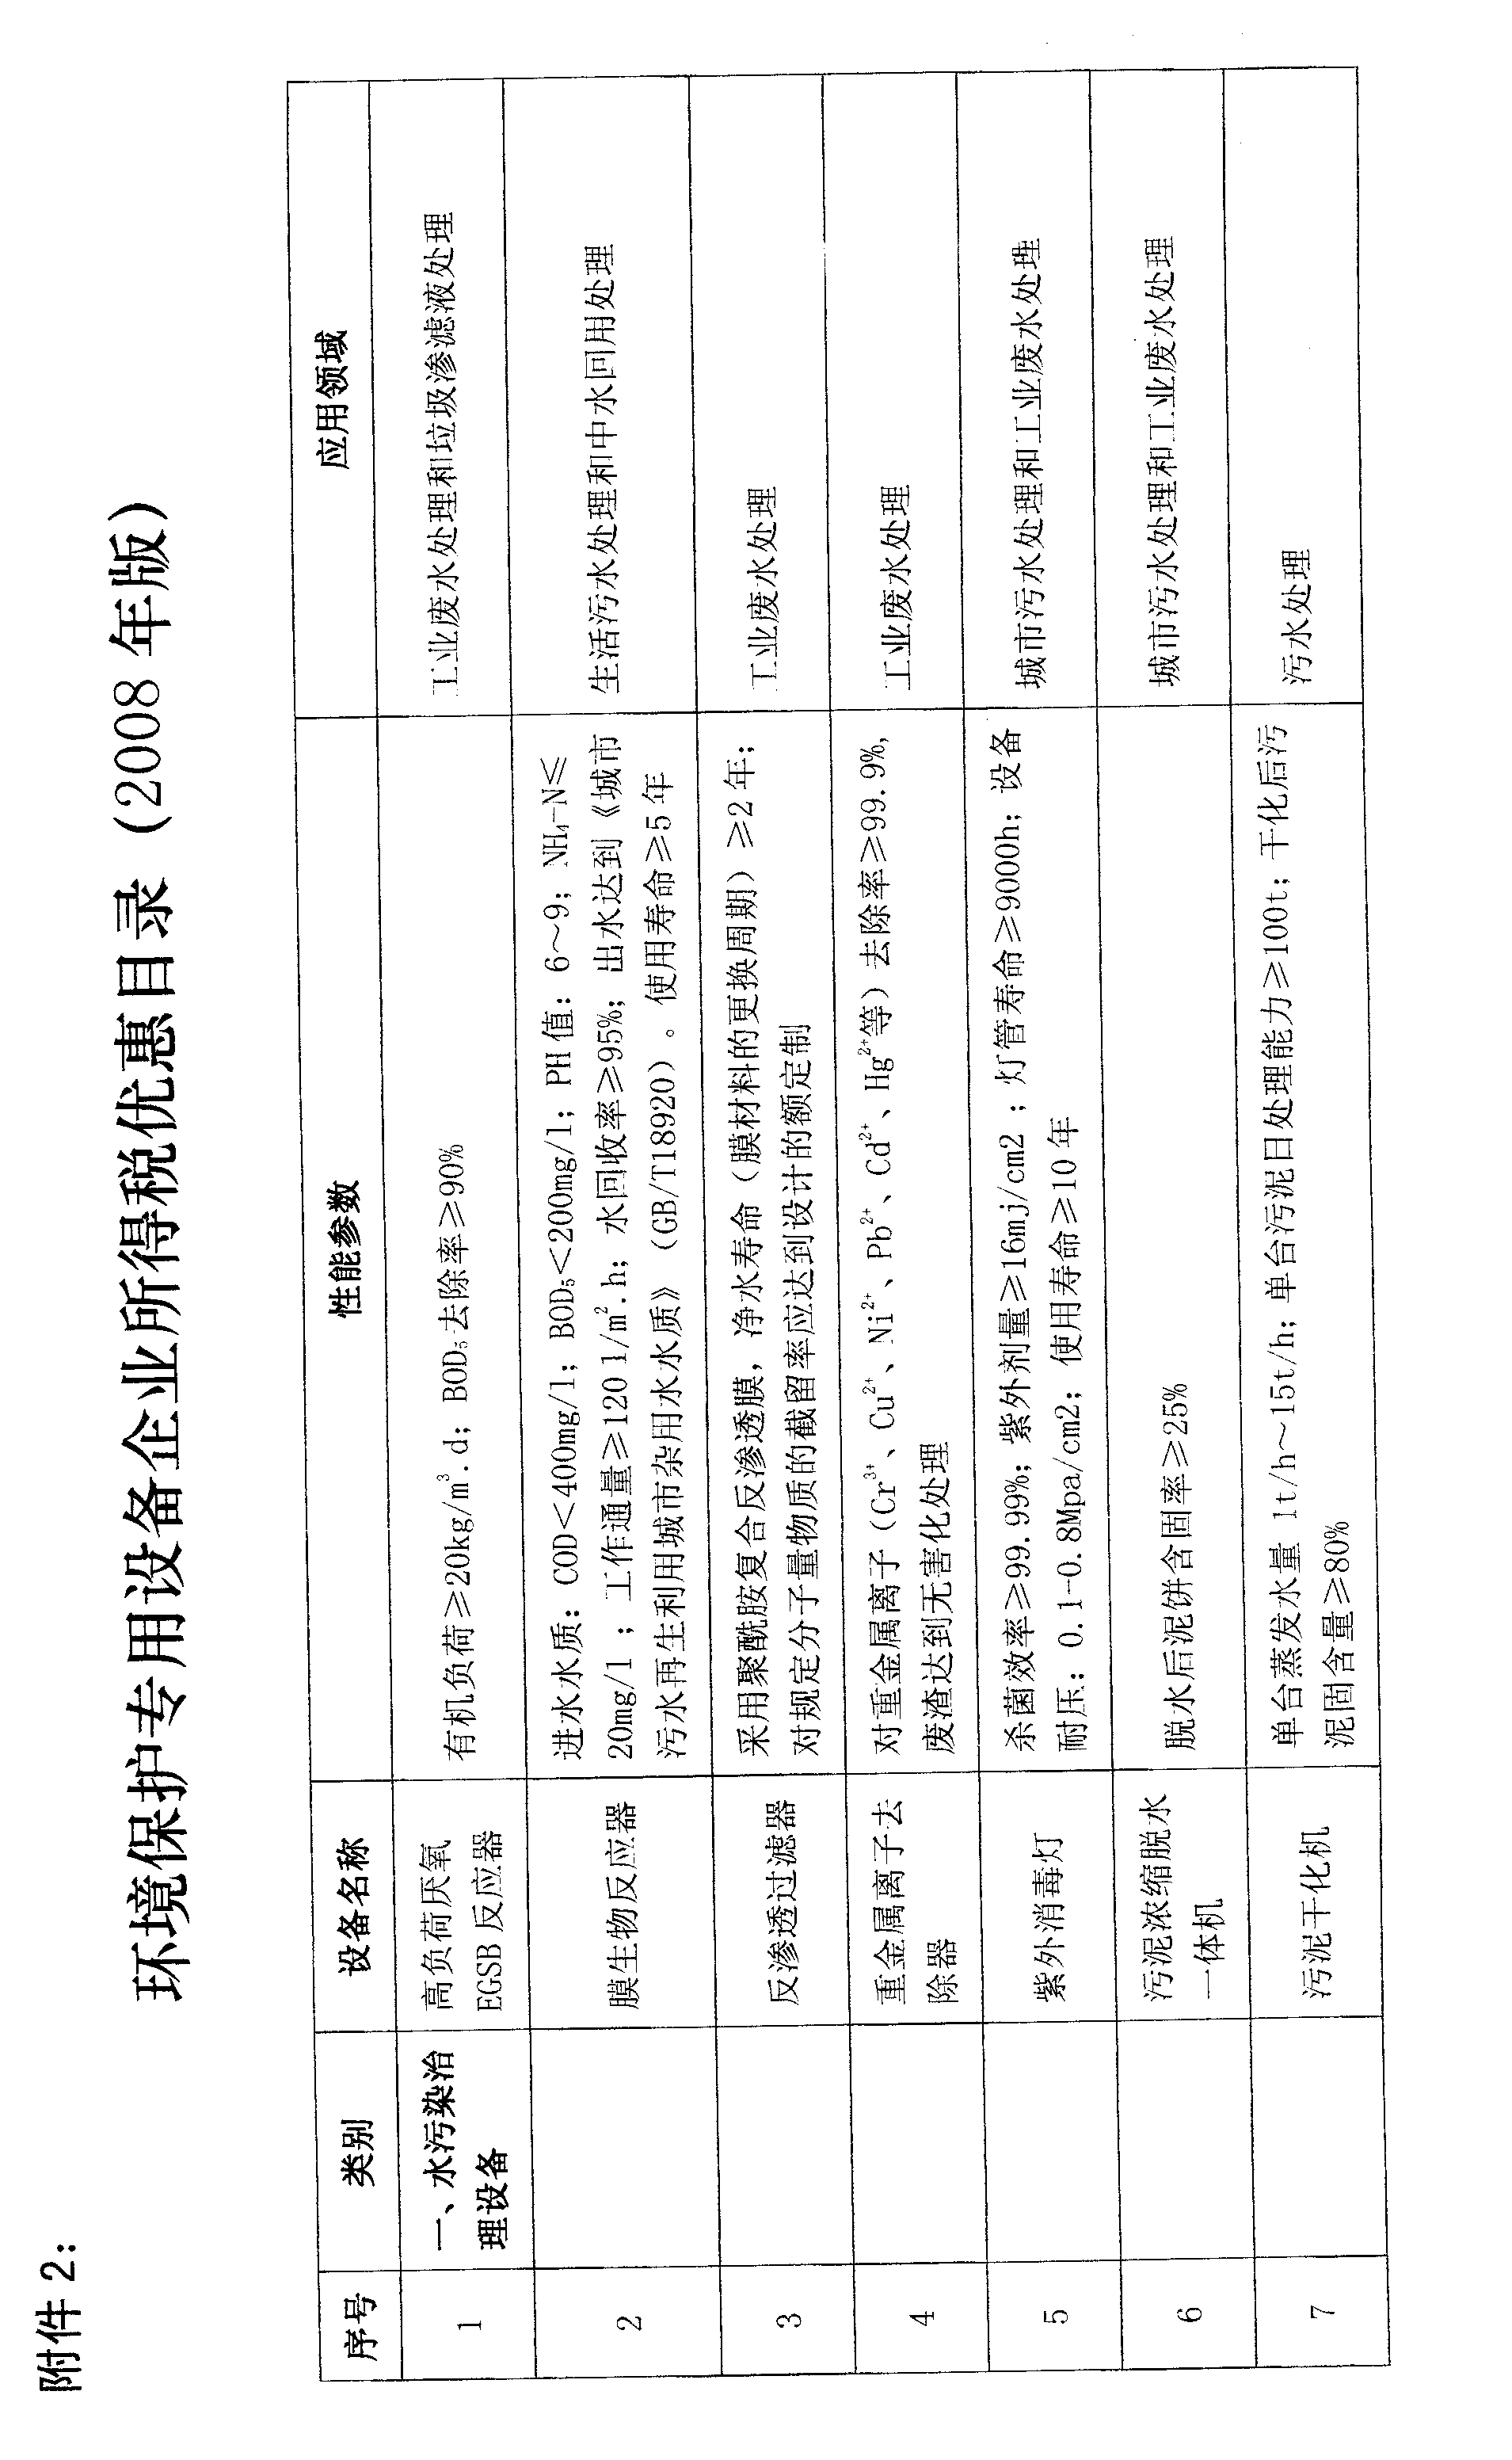 附件 2：
环境保护专用设备企业所得税优惠目录（2008 年版）
序号 类别 设备名称 性能参数 应用领域
1 一、水污染治
理设备
高负荷厌氧
EGSB 反应器
有机负荷≥20kg/m³.d；BOD₅去除率≥90%
工业废水处理和垃圾渗滤液处理
2 膜生物反应器
进水水质：COD＜400mg/l；BOD₅＜200mg/l；PH 值：6～9；NH₄-N≤
20mg/l ；工作通量≥120 l/m².h；水回收率≥95%；出水达到《城市
污水再生利用城市杂用水水质》（GB/T18920）。使用寿命≥5 年
生活污水处理和中水回用处理
3 反渗透过滤器
采用聚酰胺复合反渗透膜，净水寿命（膜材料的更换周期）≥2 年；
对规定分子量物质的截留率应达到设计的额定制
工业废水处理
4 重金属离子去
除器
对重金属离子（Cr³⁺、Cu²⁺、Ni²⁺、Pb²⁺、Cd²⁺、Hg²⁺等）去除率≥99.9%，
废渣达到无害化处理
工业废水处理
5 紫外消毒灯
杀菌效率≥99.99%；紫外剂量≥16mj/cm2 ；灯管寿命≥9000h；设备
耐压：0.1-0.8Mpa/cm2；使用寿命≥10 年
城市污水处理和工业废水处理
6 污泥浓缩脱水
一体机
脱水后泥饼含固率≥25%
城市污水处理和工业废水处理
7 污泥干化机
单台蒸发水量 1t/h～15t/h；单台污泥日处理能力≥100t；干化后污
泥固含量≥80%
污水处理